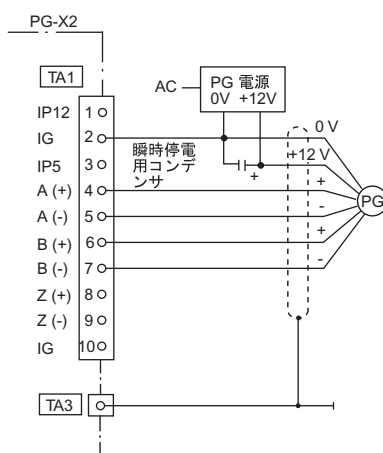 PG-X2
TA1
AC
PG 電源
0V +12V
IP12 1
IG 2
IP5 3
A (+) 4
A (-) 5
B (+) 6
B (-) 7
Z (+) 8
Z (-) 9
IG 10
瞬時停電
用コンデ
ンサ
+
0 V
+12 V
+
-
+
-
PG
TA3